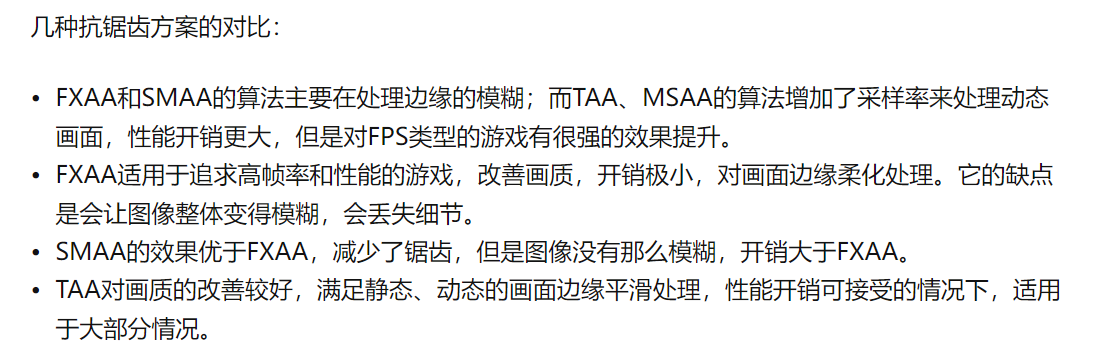 几种抗锯齿方案的对比：
• FXAA和SMAA的算法主要在处理边缘的模糊；而TAA、MSAA的算法增加了采样率来处理动态
画面，性能开销更大，但是对FPS类型的游戏有很强的效果提升。
• FXAA适用于追求高帧率和性能的游戏，改善画质，开销极小，对画面边缘柔化处理。它的缺点
是会让图像整体变得模糊，会丢失细节。
• SMAA的效果优于FXAA，减少了锯齿，但是图像没有那么模糊，开销大于FXAA。
• TAA对画质的改善较好，满足静态、动态的画面边缘平滑处理，性能开销可接受的情况下，适用
于大部分情况。